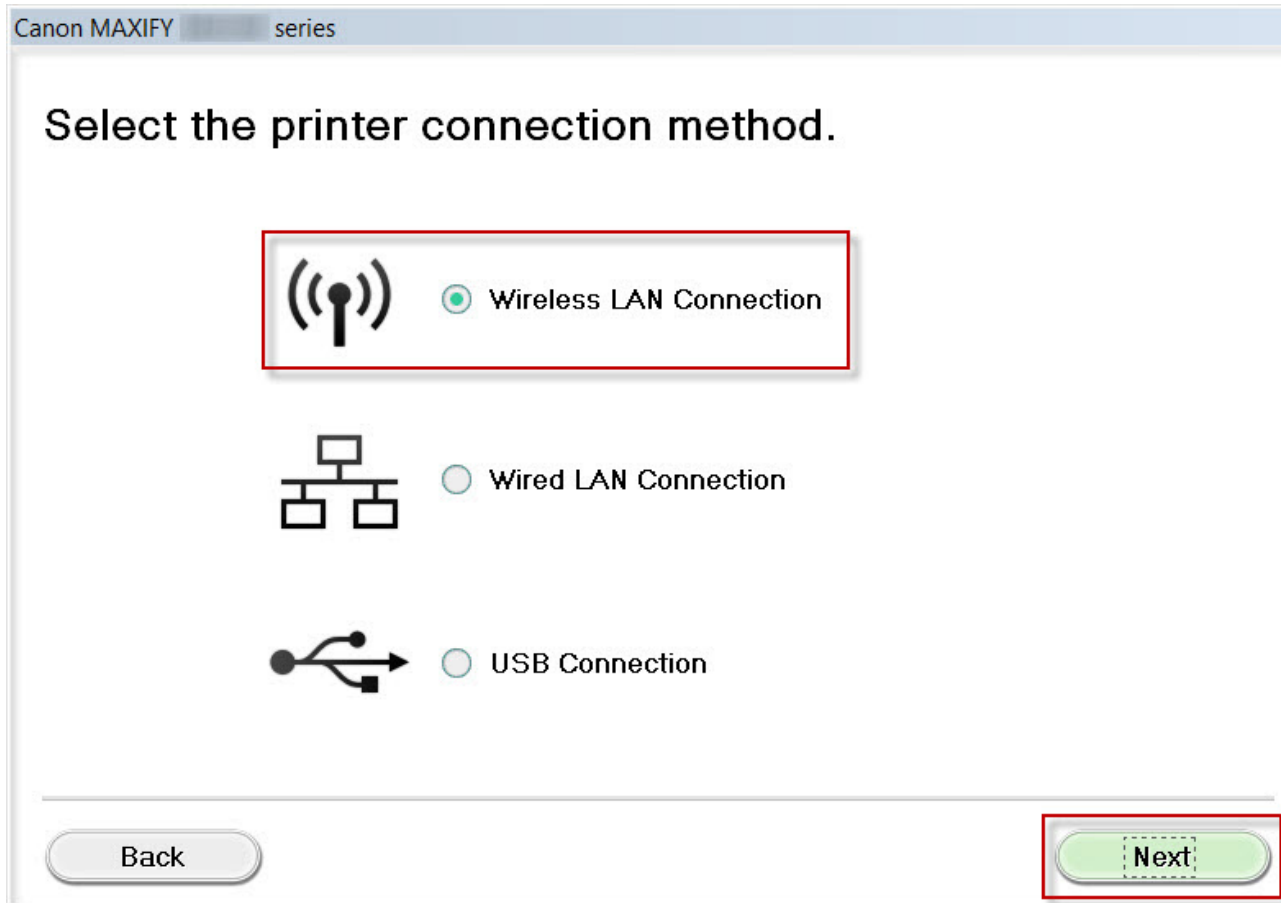 Canon MAXIFY series
Select the printer connection method.
Wireless LAN Connection
Wired LAN Connection
USB Connection
Back
Next